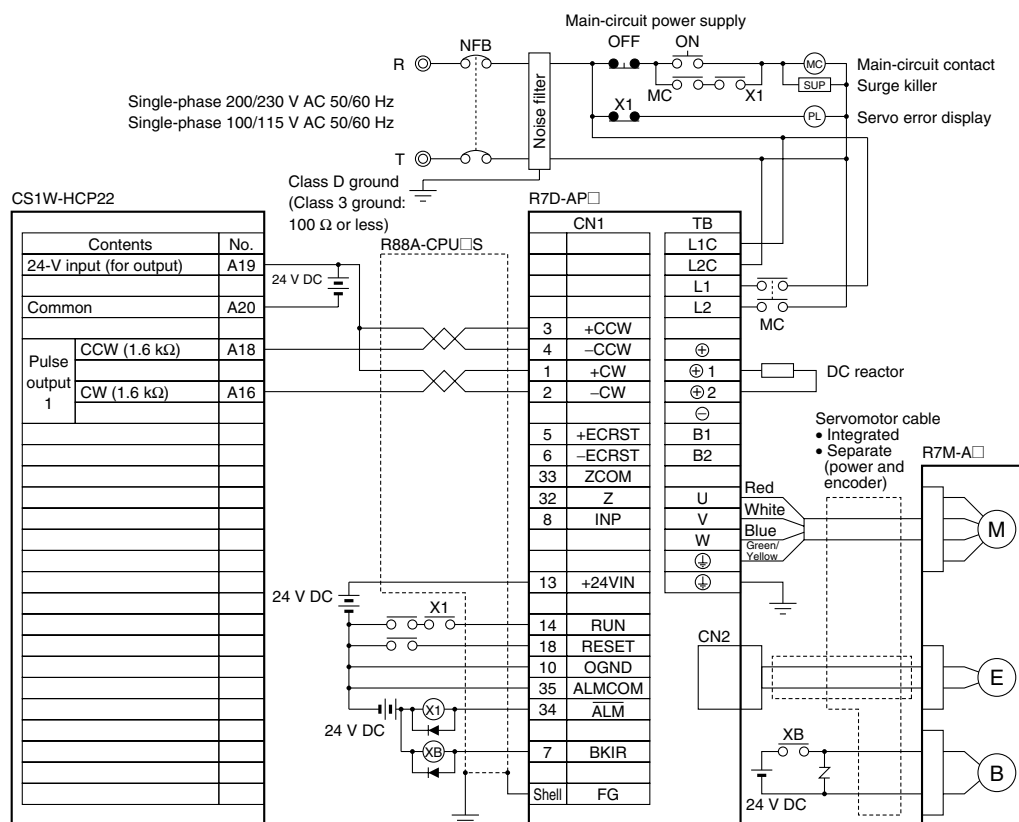 Main-circuit power supply
NFB
OFF ON
R
MC
Main-circuit contact
MC X1
SUP
Surge killer
Single-phase 200/230 V AC 50/60 Hz
Single-phase 100/115 V AC 50/60 Hz
Noise filter
X1
PL
Servo error display
T
Class D ground
(Class 3 ground:
100 Ω or less)
CS1W-HCP22
R7D-AP□
R88A-CPU□S
CN1 TB
Contents No.
L1C
24-V input (for output) A19
24 V DC
L2C
L1
Common A20
L2
MC
3 +CCW
Pulse output 1
CCW (1.6 kΩ) A18
4 −CCW ⊕
1 +CW ⊕ 1
DC reactor
CW (1.6 kΩ) A16
2 −CW ⊕ 2
⊖
Servomotor cable
• Integrated
• Separate
(power and
encoder)
R7M-A□
5 +ECRST B1
6 −ECRST B2
33 ZCOM
32 Z U
Red
8 INP V
White
W
Blue
Green/
Yellow
M
24 V DC
13 +24VIN
X1
14 RUN
18 RESET
10 OGND
35 ALMCOM
CN2
E
24 V DC
X1
34 ALM
XB
7 BKIR
XB
24 V DC
B
Shell FG